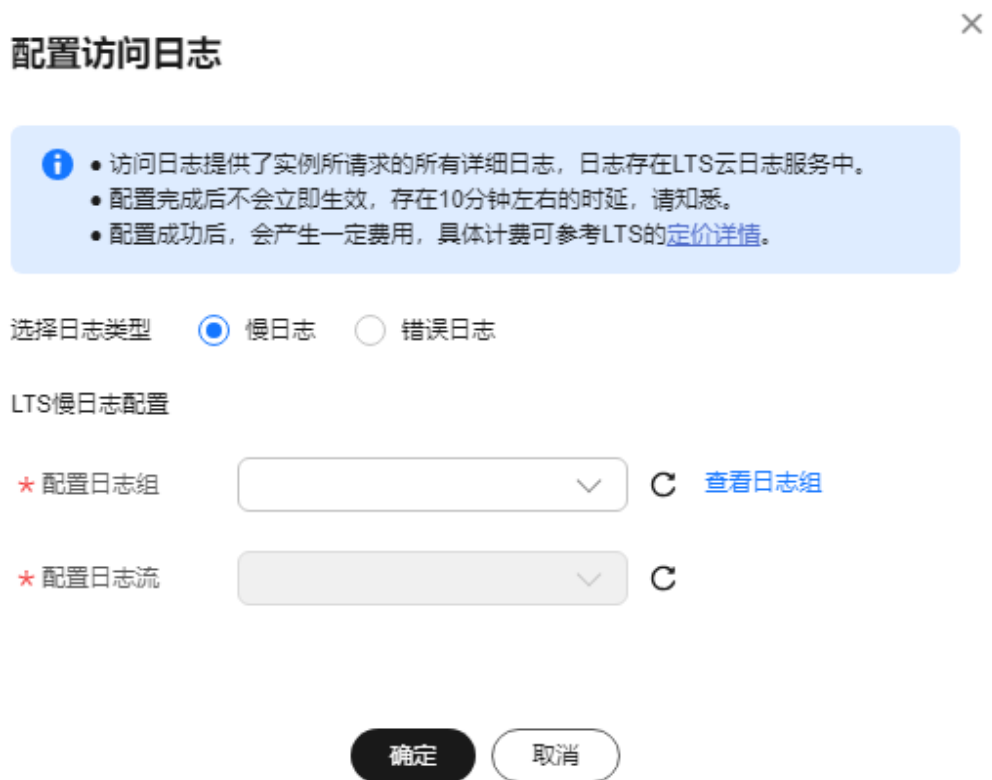 配置访问日志
● 访问日志提供了实例所请求的所有详细日志，日志存在LTS云日志服务中。
● 配置完成后不会立即生效，存在10分钟左右的时延，请知悉。
● 配置成功后，会产生一定费用，具体计费可参考LTS的定价详情。
选择日志类型 慢日志 错误日志
LTS慢日志配置
* 配置日志组 查看日志组
* 配置日志流
确定 取消